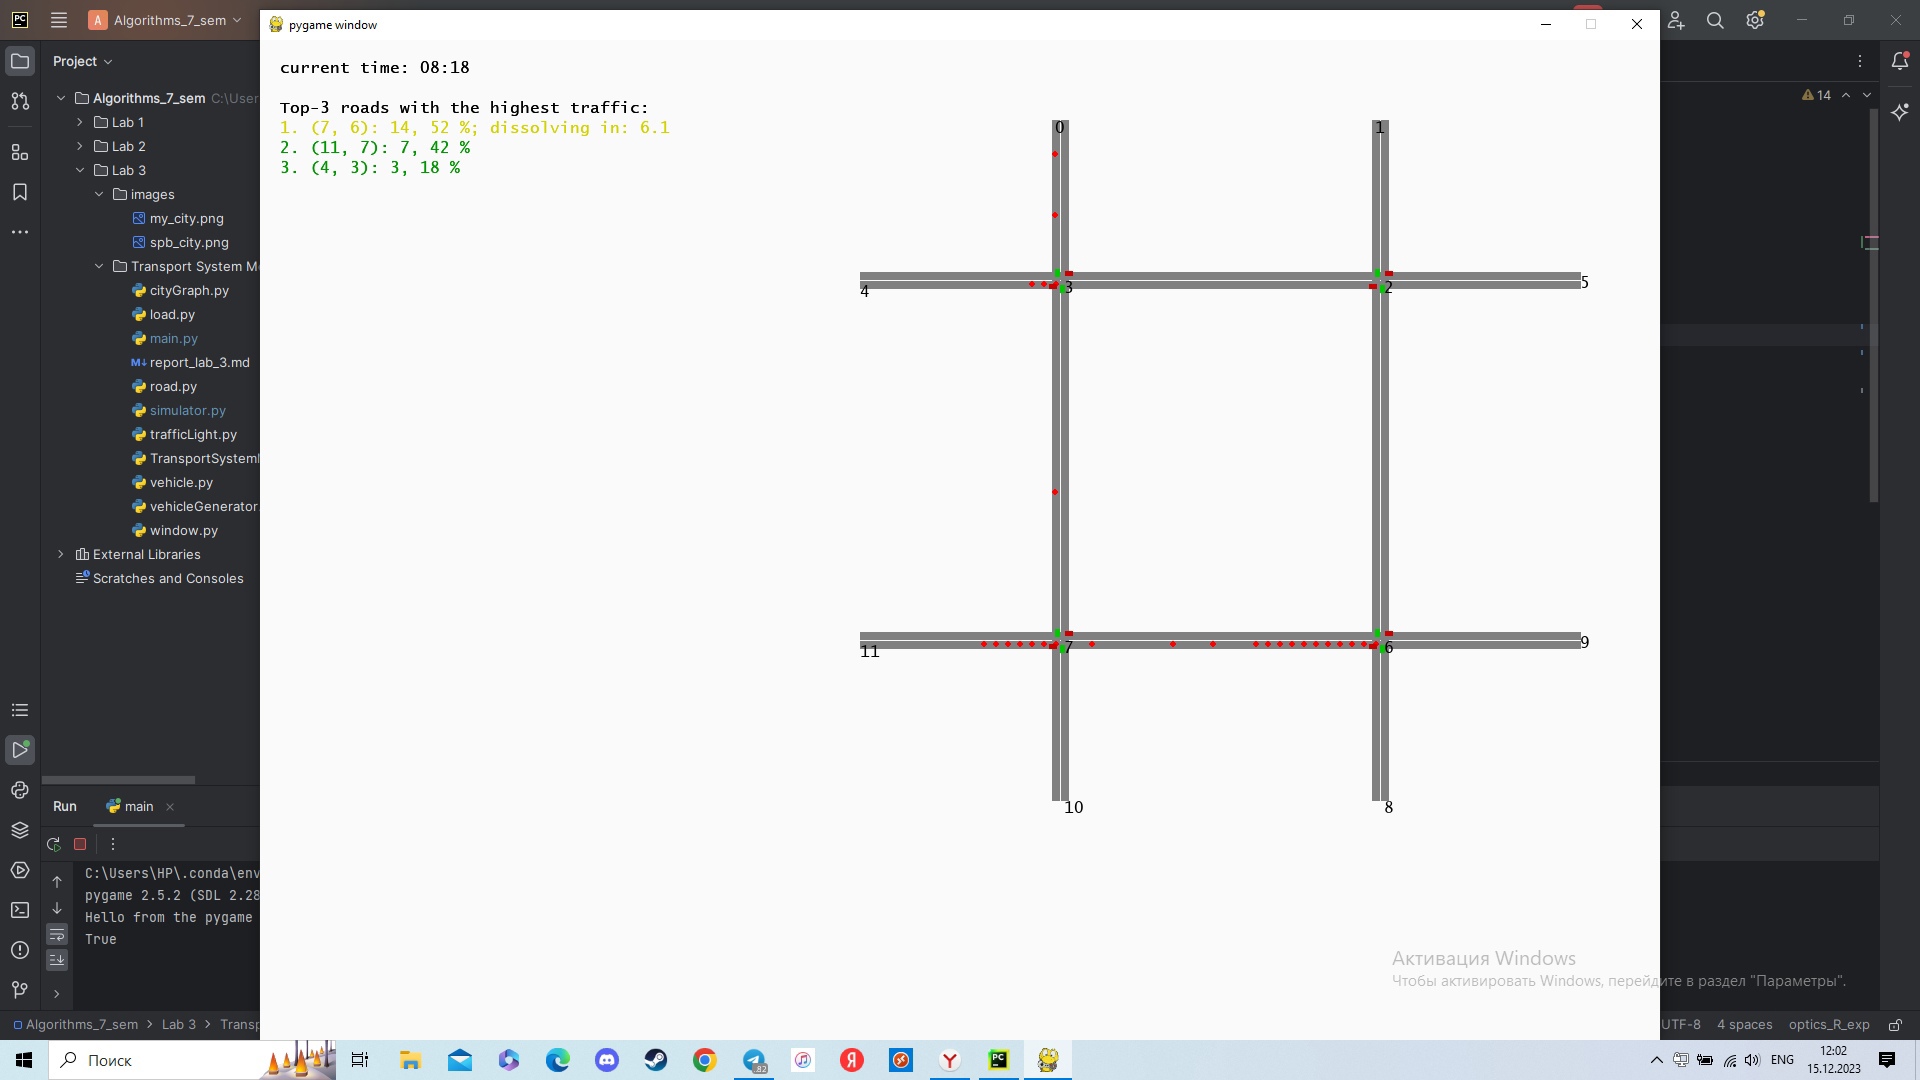 PC
A
Algorithms_7_sem
pygame window
Project
current time: 08:18
Top-3 roads with the highest traffic:
1. (7, 6): 14, 52 %; dissolving in: 6.1
2. (11, 7): 7, 42 %
3. (4, 3): 3, 18 %
14
Algorithms_7_sem C:\User
Lab 1
Lab 2
Lab 3
images
my_city.png
spb_city.png
Transport System M
cityGraph.py
load.py
main.py
M↓ report_lab_3.md
road.py
simulator.py
trafficLight.py
TransportSystem
vehicle.py
vehicleGenerator.
window.py
External Libraries
Scratches and Consoles
0
1
4
3
2
5
11
7
6
9
10
8
Run
main
C:\Users\HP\.conda\env
pygame 2.5.2 (SDL 2.28
Hello from the pygame
True
Активация Windows
Чтобы активировать Windows, перейдите в раздел "Параметры".
Algorithms_7_sem > Lab 3 > Transp
UTF-8
4 spaces
optics_R_exp
Поиск
82
Я
Y
PC
ENG
12:02
15.12.2023